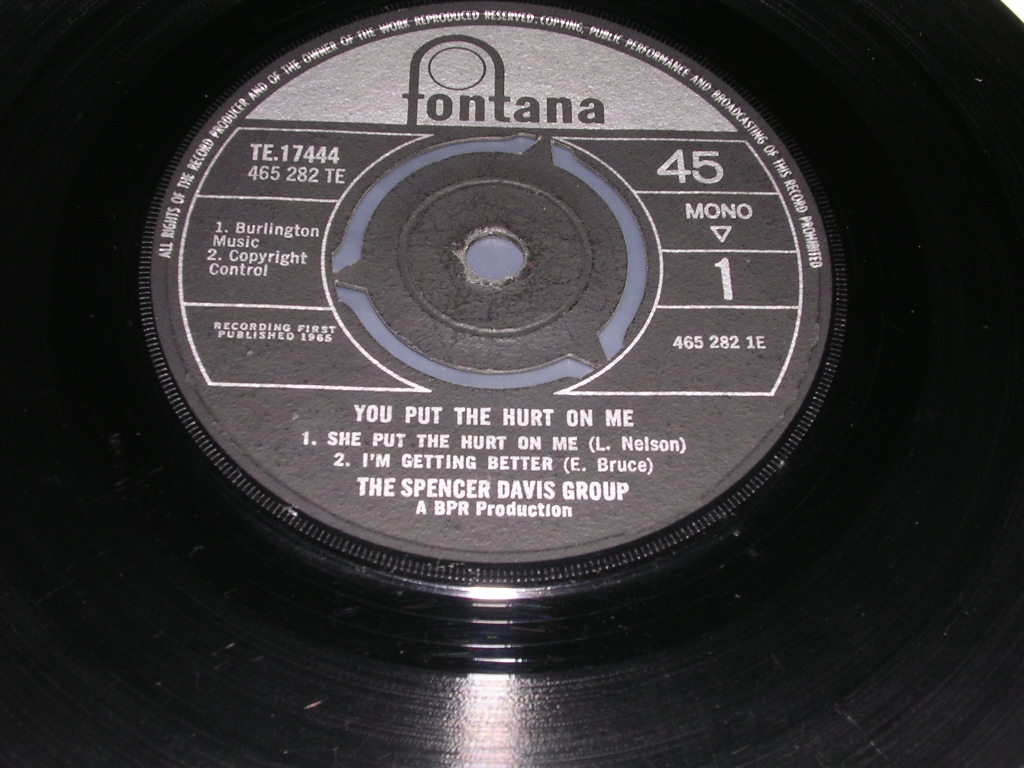 ALL RIGHTS OF THE RECORD PRODUCER AND OF THE OWNER OF THE WORK REPRODUCED RESERVED. COPYING, PUBLIC PERFORMANCE AND BROADCASTING OF THIS RECORD PROHIBITED
fontana
TE.17444
465 282 TE
1. Burlington
Music
2. Copyright
Control
RECORDING FIRST
PUBLISHED 1965
45
MONO
1
465 282 1E
YOU PUT THE HURT ON ME
1. SHE PUT THE HURT ON ME (L. Nelson)
2. I'M GETTING BETTER (E. Bruce)
THE SPENCER DAVIS GROUP
A BPR Production